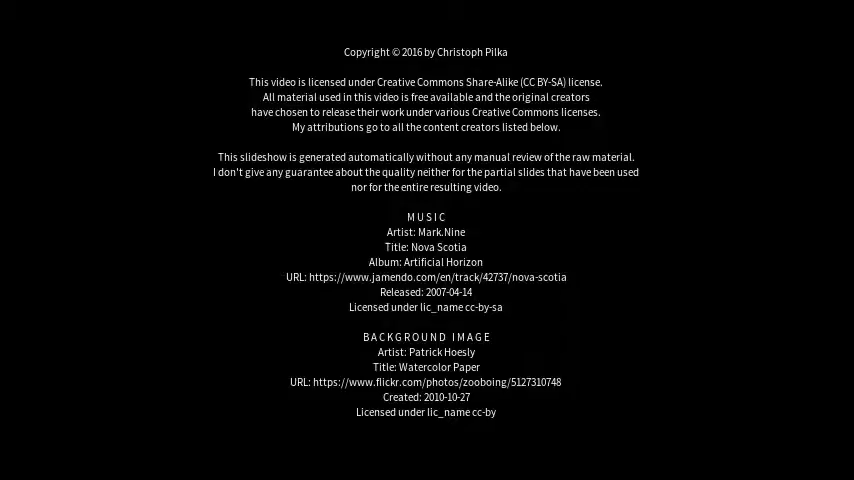 Copyright © 2016 by Christoph Pilka
This video is licensed under Creative Commons Share-Alike (CC BY-SA) license.
All material used in this video is free available and the original creators
have chosen to release their work under various Creative Commons licenses.
My attributions go to all the content creators listed below.
This slideshow is generated automatically without any manual review of the raw material.
I don't give any guarantee about the quality neither for the partial slides that have been used
nor for the entire resulting video.
MUSIC
Artist: Mark.Nine
Title: Nova Scotia
Album: Artificial Horizon
URL: https://www.jamendo.com/en/track/42737/nova-scotia
Released: 2007-04-14
Licensed under lic_name cc-by-sa
BACKGROUND IMAGE
Artist: Patrick Hoesly
Title: Watercolor Paper
URL: https://www.flickr.com/photos/zooboing/5127310748
Created: 2010-10-27
Licensed under lic_name cc-by